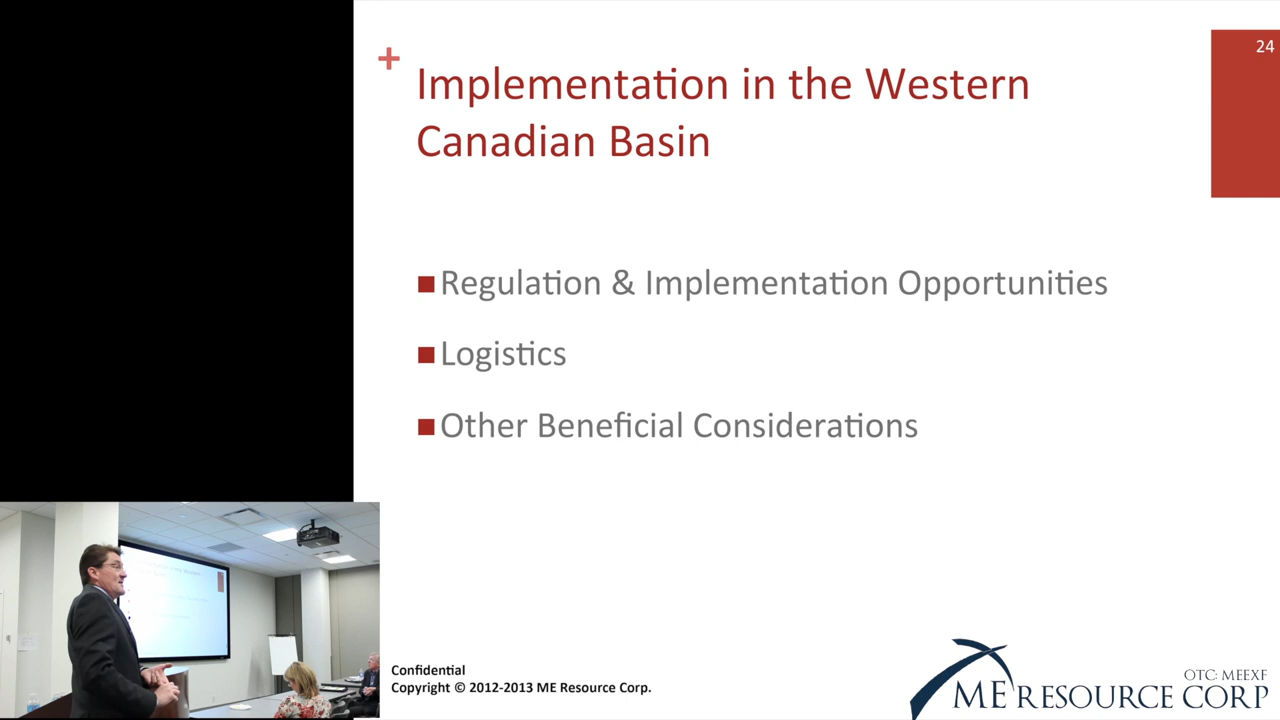 24
+ Implementation in the Western
Canadian Basin
Regulation & Implementation Opportunities
Logistics
Other Beneficial Considerations
Confidential
Copyright © 2012-2013 ME Resource Corp.
OTC: MEEXF
ME RESOURCE CORP